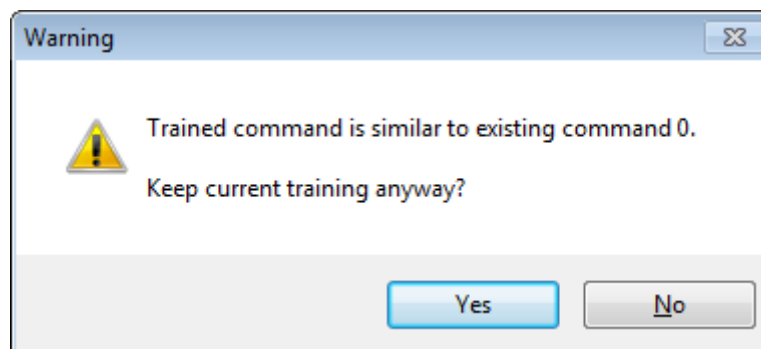 Warning
Trained command is similar to existing command 0.
Keep current training anyway?
Yes
No